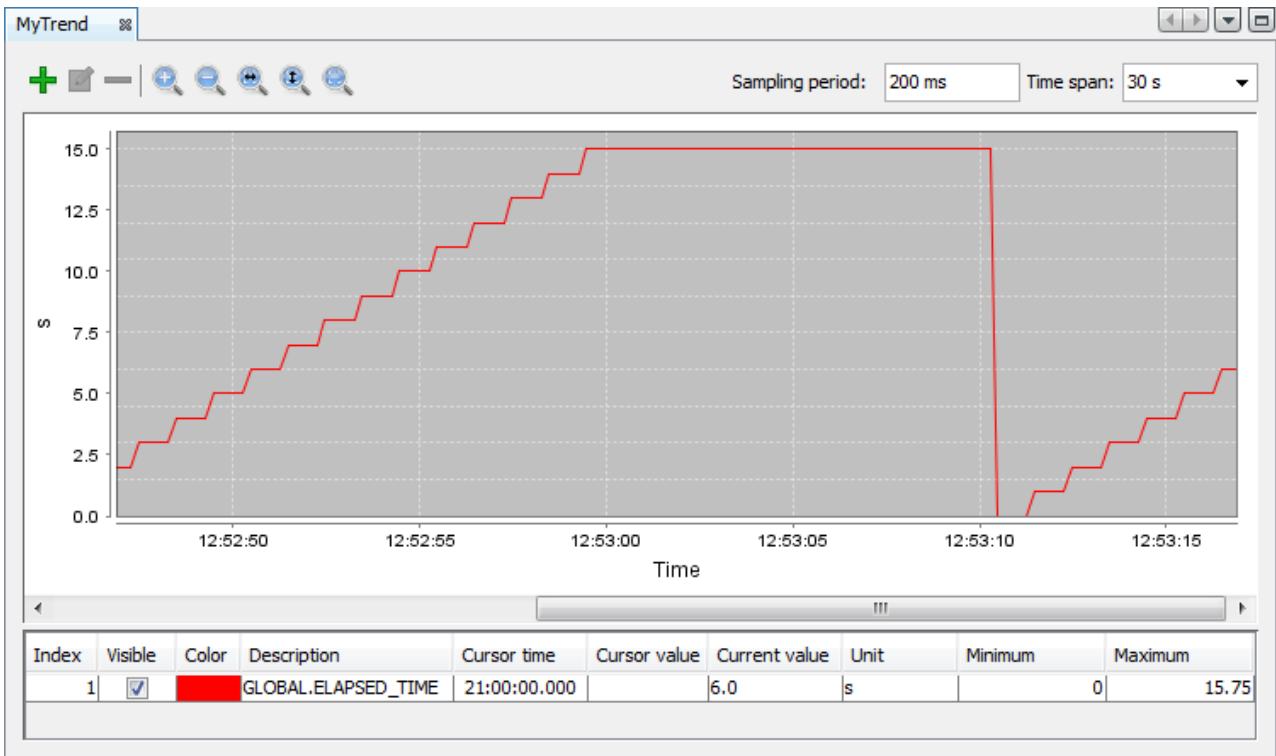 MyTrend
Sampling period: 200 ms Time span: 30 s
15.0
12.5
10.0
s
7.5
5.0
2.5
0.0
12:52:50 12:52:55 12:53:00 12:53:05 12:53:10 12:53:15
Time
Index Visible Color Description Cursor time Cursor value Current value Unit Minimum Maximum
1 GLOBAL.ELAPSED_TIME 21:00:00.000 6.0 s 0 15.75